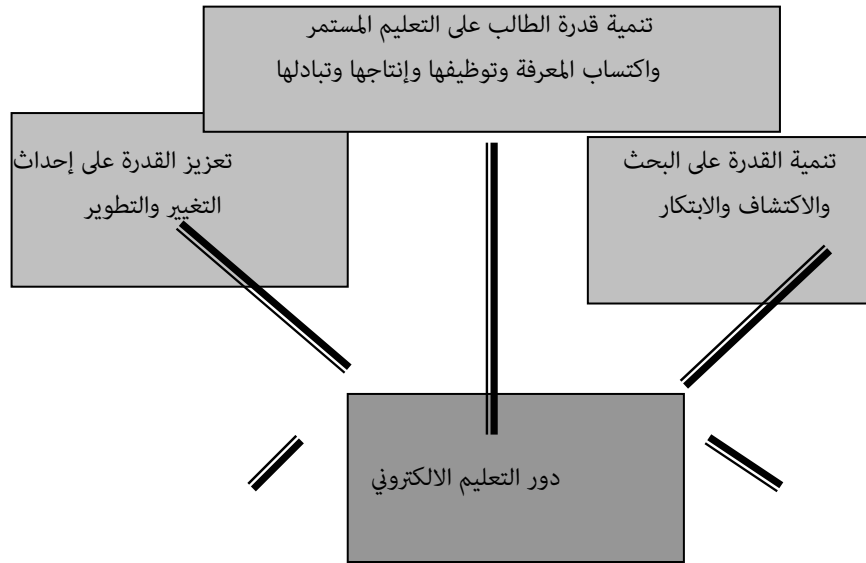 تنمية قدرة الطالب على التعليم المستمر
واكتساب المعرفة وتوظيفها وإنتاجها وتبادلها
تنمية القدرة على البحث
والاكتشاف والابتكار
تعزيز القدرة على إحداث
التغيير والتطوير
دور التعليم الالكتروني